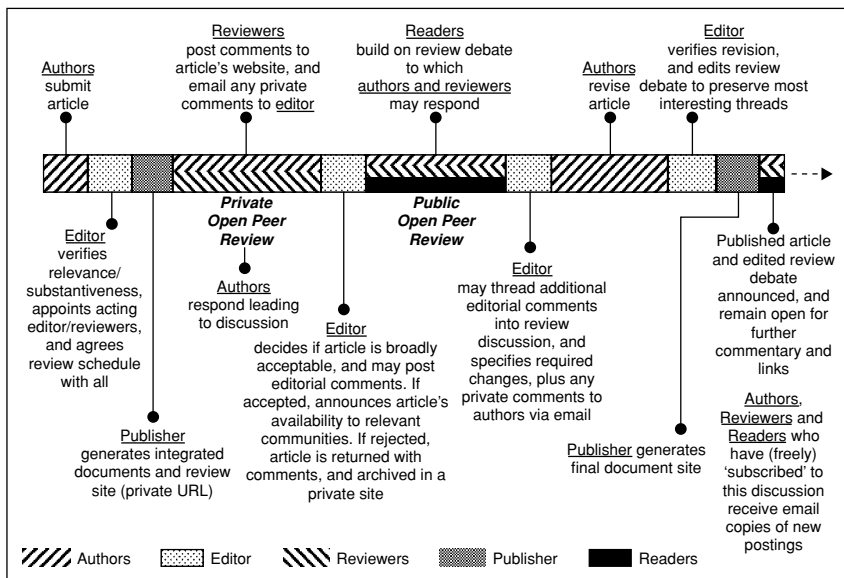 Authors
submit
article
Reviewers
post comments to
article's website, and
email any private
comments to editor
Readers
build on review debate
to which
authors and reviewers
may respond
Authors
revise
article
Editor
verifies revision,
and edits review
debate to preserve most
interesting threads
Private
Open Peer
Review
Public
Open Peer
Review
Editor
verifies
relevance/
substantiveness,
appoints acting
editor/reviewers,
and agrees
review schedule
with all
Publisher
generates integrated
documents and review
site (private URL)
Authors
respond leading
to discussion
Editor
decides if article is broadly
acceptable, and may post
editorial comments. If
accepted, announces article's
availability to relevant
communities. If rejected,
article is returned with
comments, and archived in a
private site
Editor
may thread additional
editorial comments
into review
discussion, and
specifies required
changes, plus any
private comments to
authors via email
Publisher generates
final document site
Published article
and edited review
debate
announced, and
remain open for
further
commentary and
links
Authors,
Reviewers and
Readers who
have (freely)
'subscribed' to
this discussion
receive email
copies of new
postings
Authors
Editor
Reviewers
Publisher
Readers